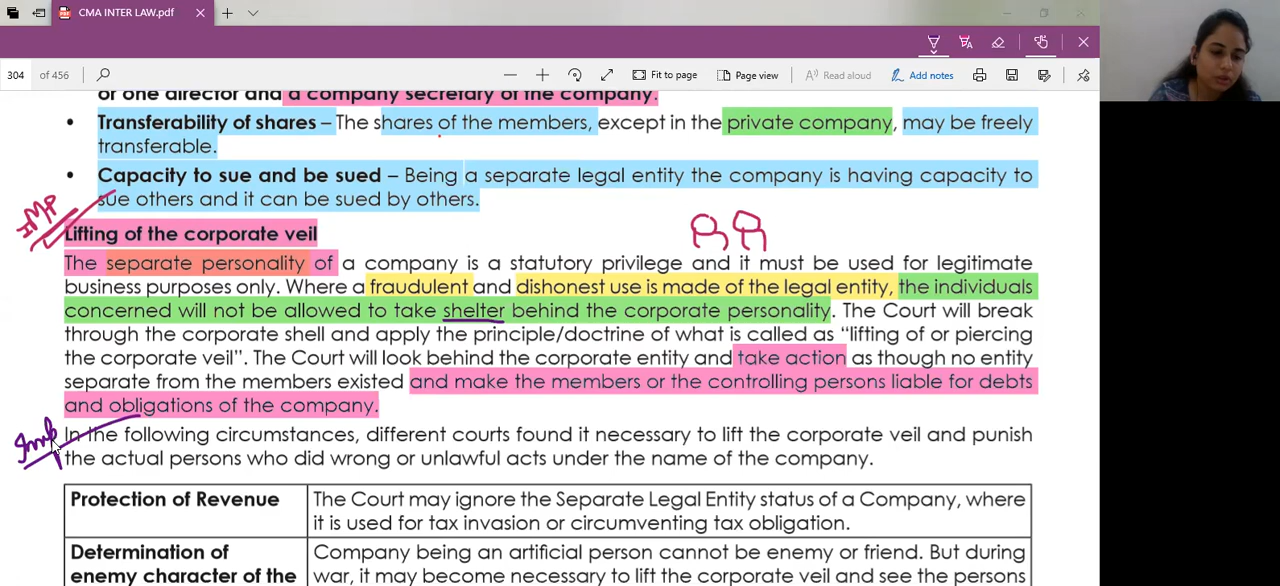 CMA INTER LAW.pdf
304 of 456
Fit to page
Page view
Read aloud
Add notes
or one director and a company secretary of the company.
• Transferability of shares – The shares of the members, except in the private company, may be freely
transferable.
• Capacity to sue and be sued – Being a separate legal entity the company is having capacity to
sue others and it can be sued by others.
IMP
Lifting of the corporate veil
The separate personality of a company is a statutory privilege and it must be used for legitimate
business purposes only. Where a fraudulent and dishonest use is made of the legal entity, the individuals
concerned will not be allowed to take shelter behind the corporate personality. The Court will break
through the corporate shell and apply the principle/doctrine of what is called as “lifting of or piercing
the corporate veil”. The Court will look behind the corporate entity and take action as though no entity
separate from the members existed and make the members or the controlling persons liable for debts
and obligations of the company.
Imp
In the following circumstances, different courts found it necessary to lift the corporate veil and punish
the actual persons who did wrong or unlawful acts under the name of the company.
Protection of Revenue
The Court may ignore the Separate Legal Entity status of a Company, where
it is used for tax invasion or circumventing tax obligation.
Determination of
enemy character of the
Company being an artificial person cannot be enemy or friend. But during
war, it may become necessary to lift the corporate veil and see the persons